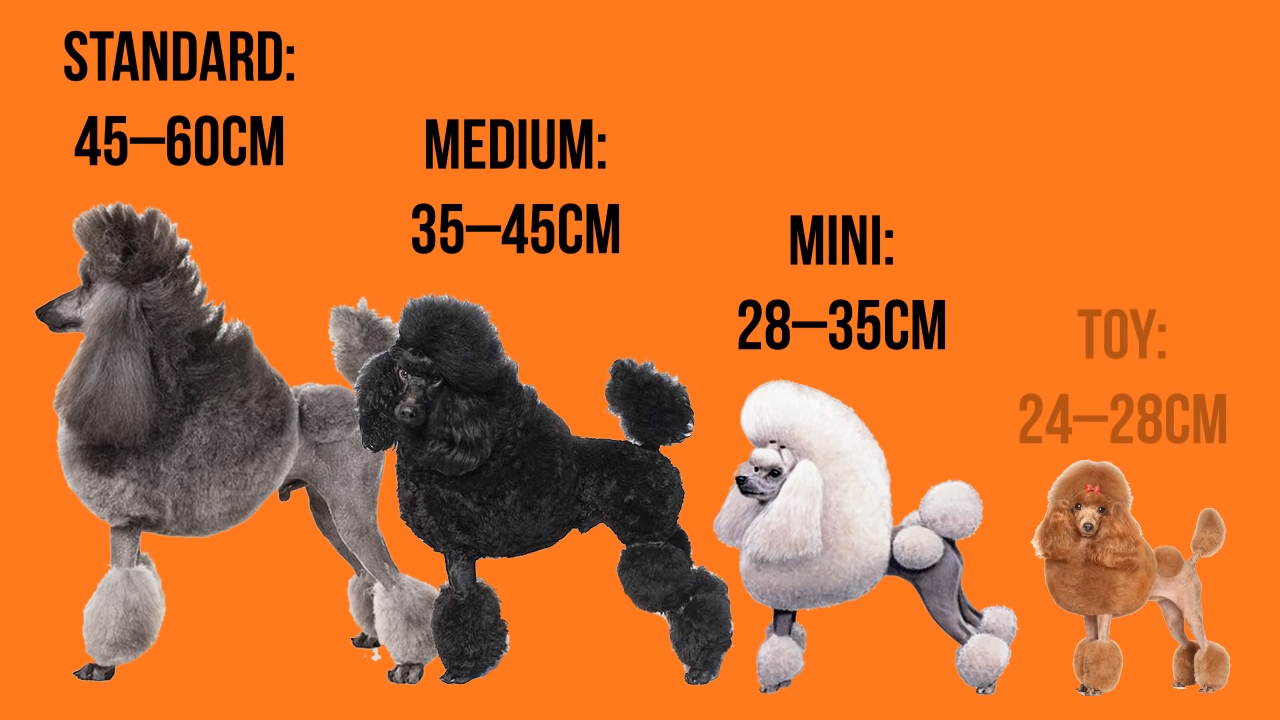 STANDARD:
45–60CM
MEDIUM:
35–45CM
MINI:
28–35CM
TOY:
24–28CM